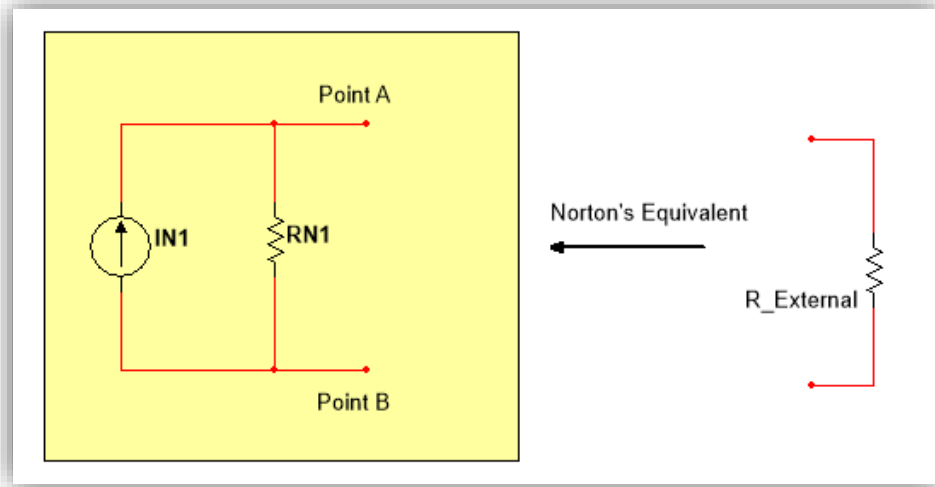 Point A
IN1
RN1
Point B
Norton's Equivalent
R_External